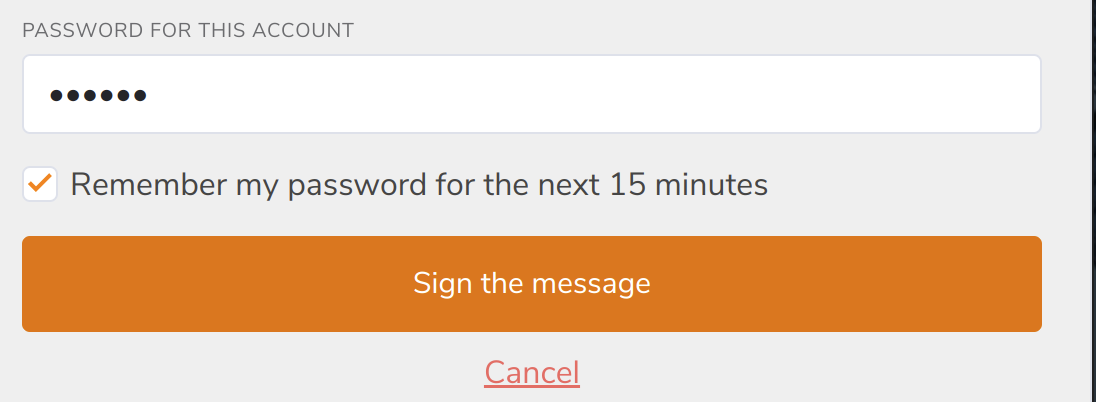 PASSWORD FOR THIS ACCOUNT
••••••
Remember my password for the next 15 minutes
Sign the message
Cancel